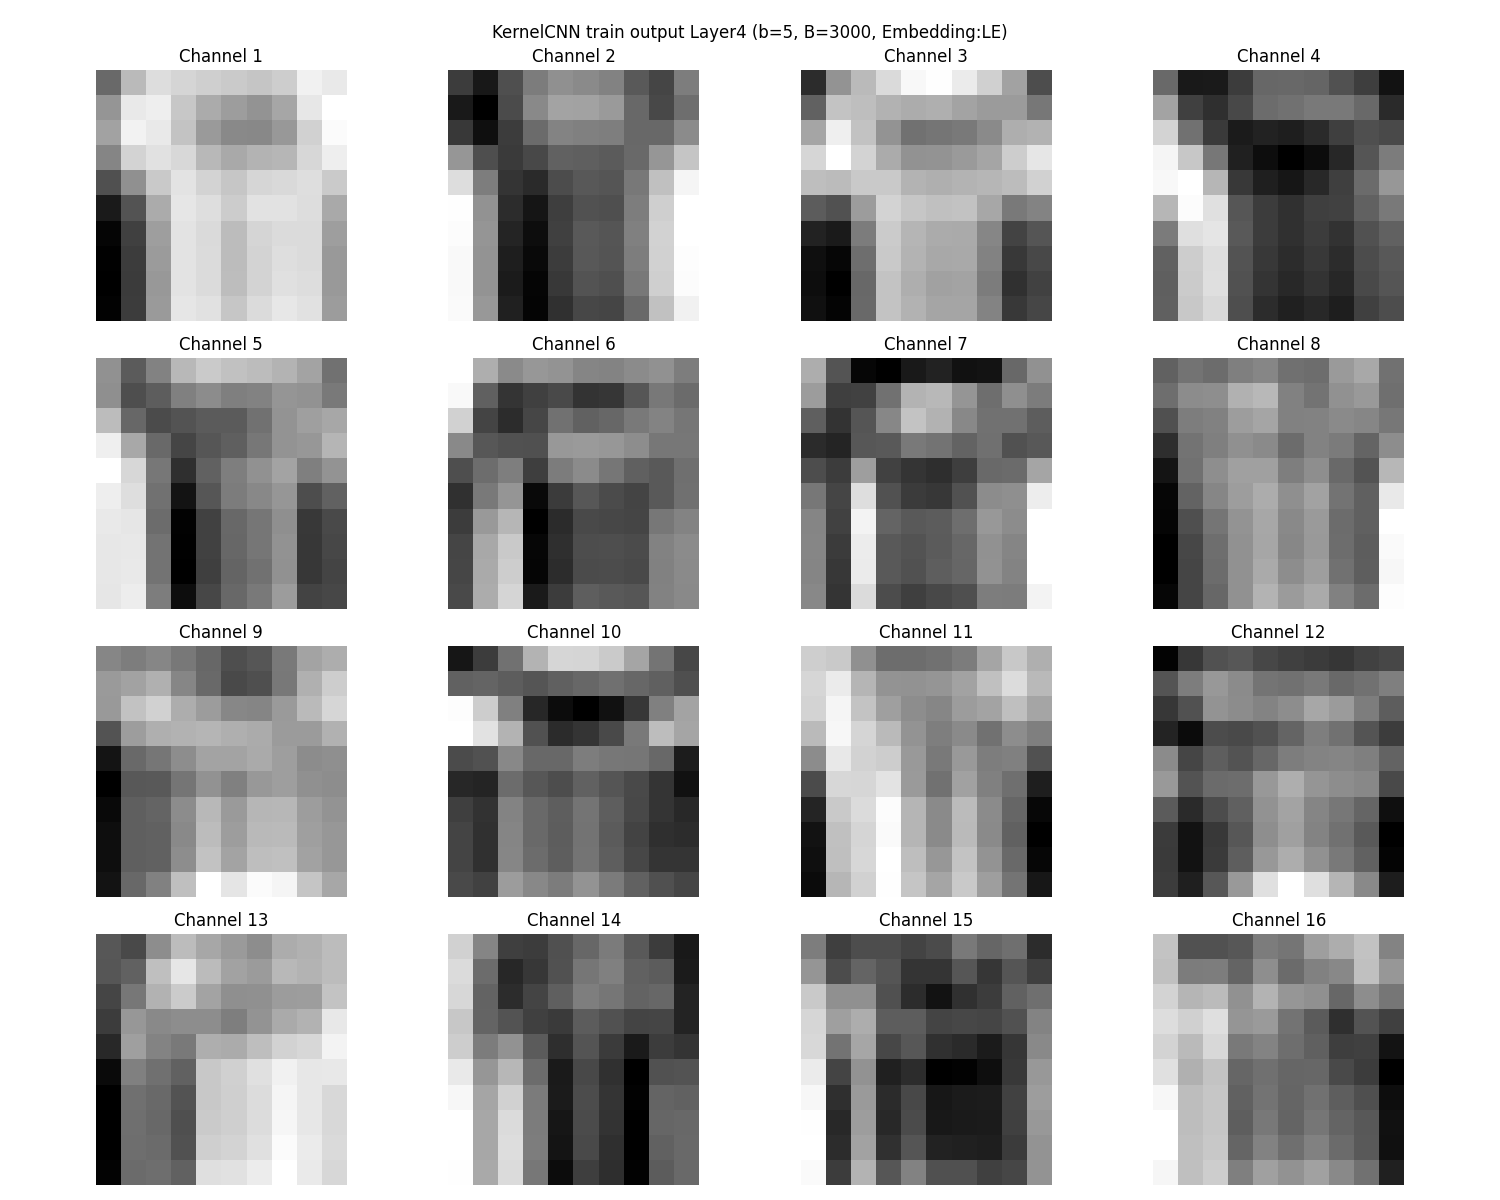 KernelCNN train output Layer4 (b=5, B=3000, Embedding:LE)
Channel 1
Channel 2
Channel 3
Channel 4
Channel 5
Channel 6
Channel 7
Channel 8
Channel 9
Channel 10
Channel 11
Channel 12
Channel 13
Channel 14
Channel 15
Channel 16